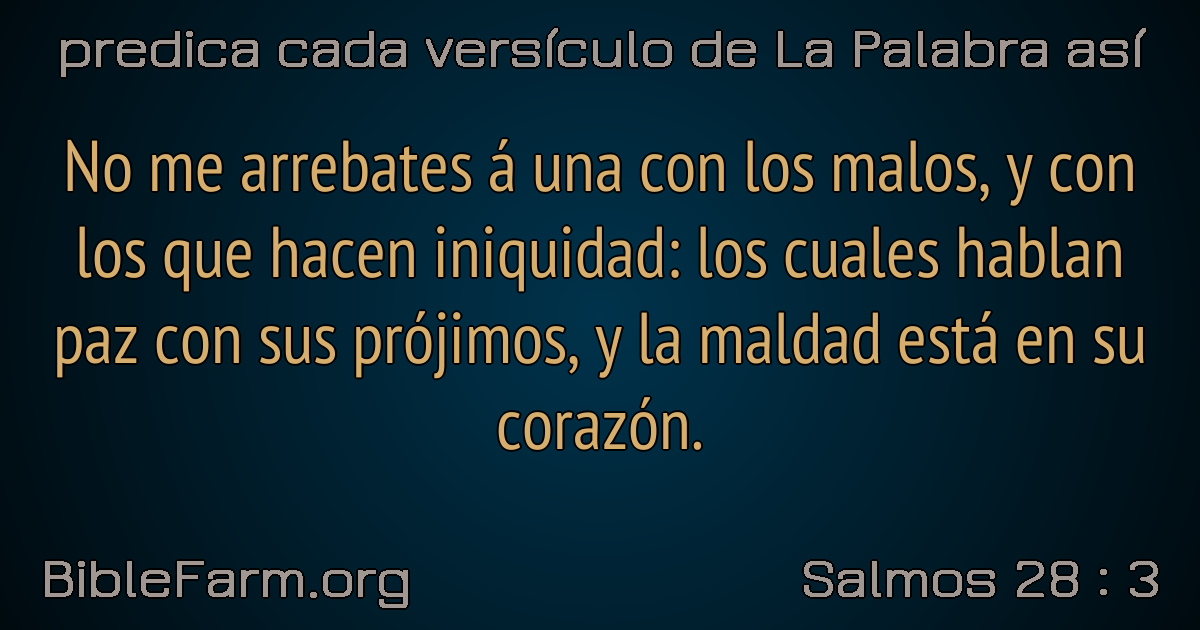 predica cada versículo de La Palabra así
No me arrebates á una con los malos, y con
los que hacen iniquidad: los cuales hablan
paz con sus prójimos, y la maldad está en su
corazón.
BibleFarm.org
Salmos 28 : 3